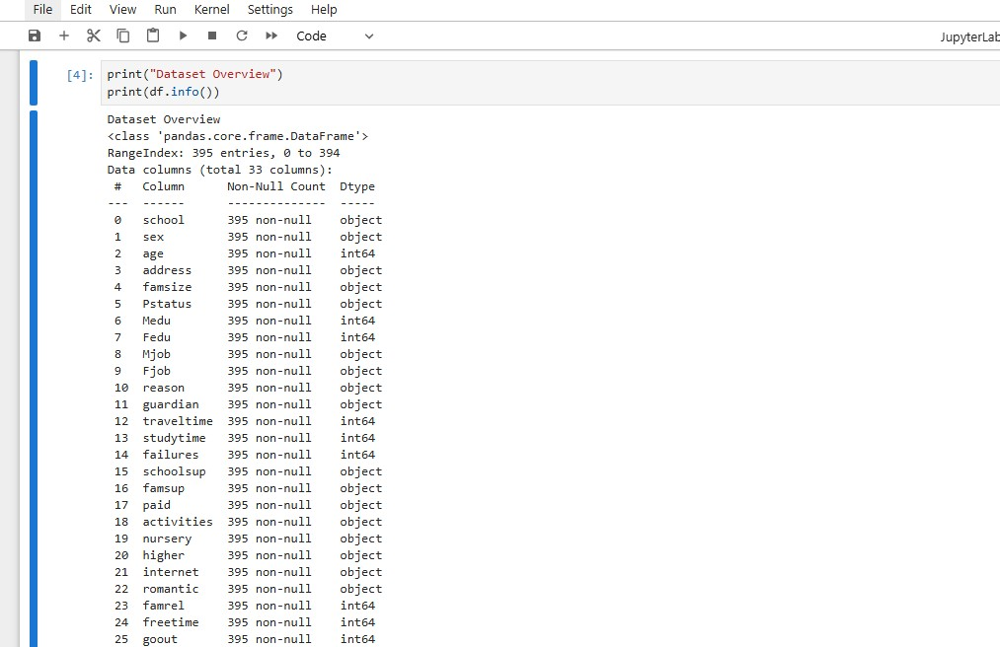 File Edit View Run Kernel Settings Help
Code
JupyterLab
[4]: print("Dataset Overview")
print(df.info())
Dataset Overview
<class 'pandas.core.frame.DataFrame'>
RangeIndex: 395 entries, 0 to 394
Data columns (total 33 columns):
 #   Column      Non-Null Count  Dtype
---  ------      --------------  -----
 0   school      395 non-null    object
 1   sex         395 non-null    object
 2   age         395 non-null    int64
 3   address     395 non-null    object
 4   famsize     395 non-null    object
 5   Pstatus     395 non-null    object
 6   Medu        395 non-null    int64
 7   Fedu        395 non-null    int64
 8   Mjob        395 non-null    object
 9   Fjob        395 non-null    object
 10  reason      395 non-null    object
 11  guardian    395 non-null    object
 12  traveltime  395 non-null    int64
 13  studytime   395 non-null    int64
 14  failures    395 non-null    int64
 15  schoolsup   395 non-null    object
 16  famsup      395 non-null    object
 17  paid        395 non-null    object
 18  activities  395 non-null    object
 19  nursery     395 non-null    object
 20  higher      395 non-null    object
 21  internet    395 non-null    object
 22  romantic    395 non-null    object
 23  famrel      395 non-null    int64
 24  freetime    395 non-null    int64
 25  goout       395 non-null    int64